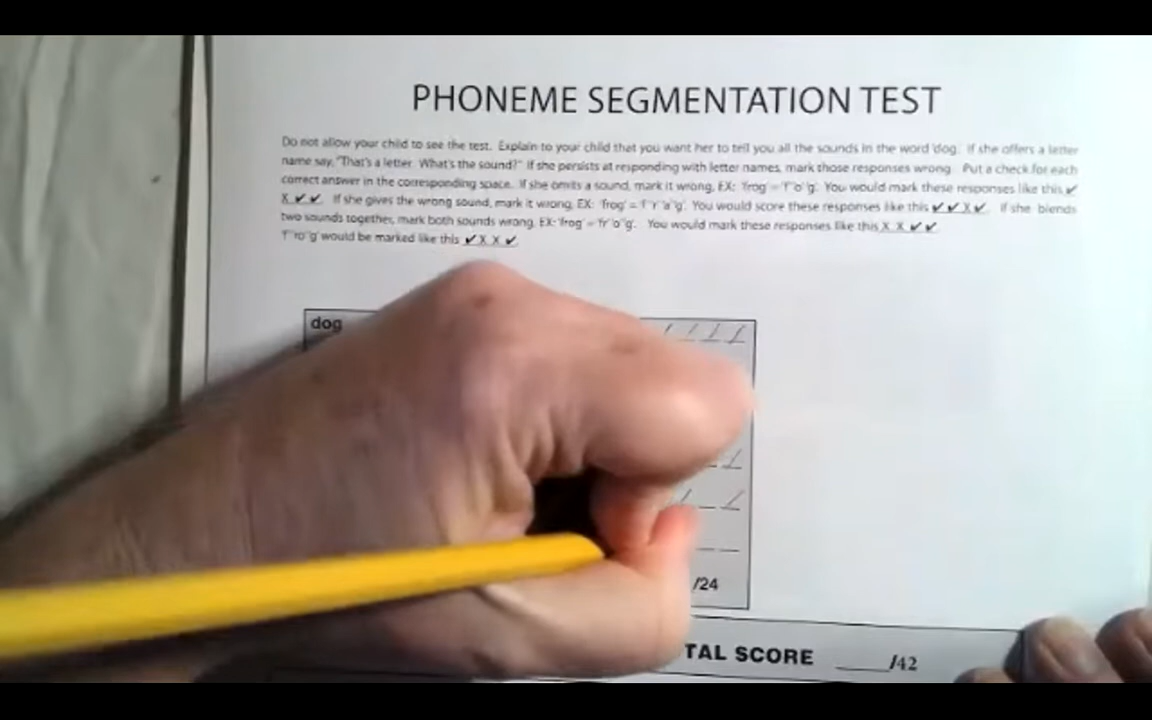 PHONEME SEGMENTATION TEST
Do not allow your child to see the test. Explain to your child that you want her to tell you all the sounds in the word 'dog'. If she offers a letter
name say, "That's a letter. What's the sound?" If she persists at responding with letter names, mark those responses wrong. Put a check for each
correct answer in the corresponding space. If she omits a sound, mark it wrong, EX: 'frog' = 'f' 'o' 'g'. You would mark these responses like this ✔
X ✔ ✔. If she gives the wrong sound, mark it wrong, EX: 'frog' = 'f' 'r' 'a' 'g'. You would score these responses like this ✔ ✔ X ✔. If she blends
two sounds together, mark both sounds wrong, EX: 'frog' = 'fr' 'o' 'g'. You would mark these responses like this X X ✔ ✔.
'f' 'ro' 'g' would be marked like this ✔ X X ✔.
dog
/24
TAL SCORE ____/42